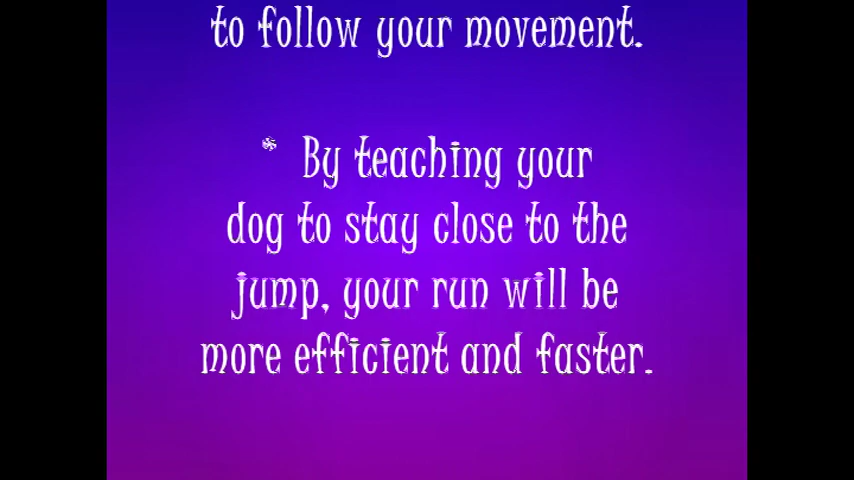 to follow your movement.
* By teaching your
dog to stay close to the
jump, your run will be
more efficient and faster.